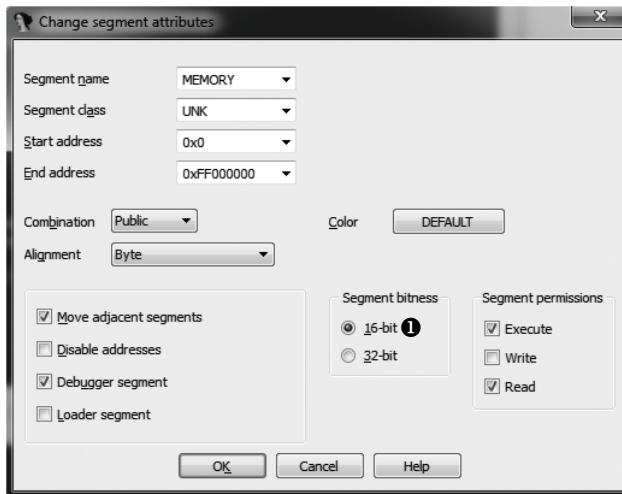 Change segment attributes
Segment name MEMORY
Segment class UNK
Start address 0x0
End address 0xFF000000
Combination Public Color DEFAULT
Alignment Byte
Segment bitness Segment permissions
Move adjacent segments 16-bit ❶ Execute
Disable addresses 32-bit Write
Debugger segment Read
Loader segment
OK Cancel Help